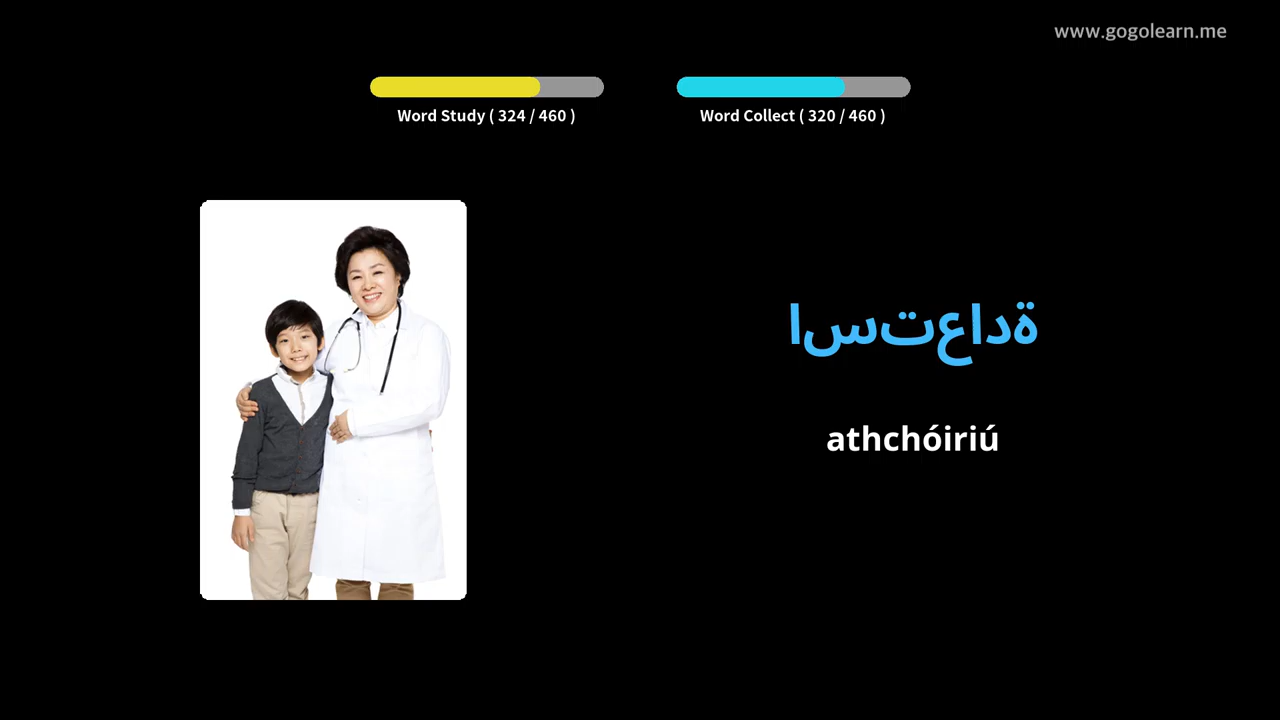 www.gogolearn.me
Word Study ( 324 / 460 )
Word Collect ( 320 / 460 )
استعادة
athchóiriú